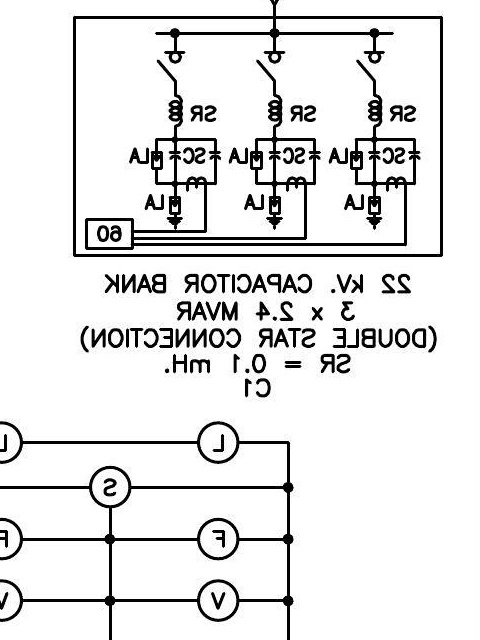 SR SR SR
SC LA SC LA SC LA
LA LA LA
60
22 kV. CAPACITOR BANK
3 x 2.4 MVAR
(DOUBLE STAR CONNECTION)
SR = 0.1 mH.
C1
L L
S
F F
V V